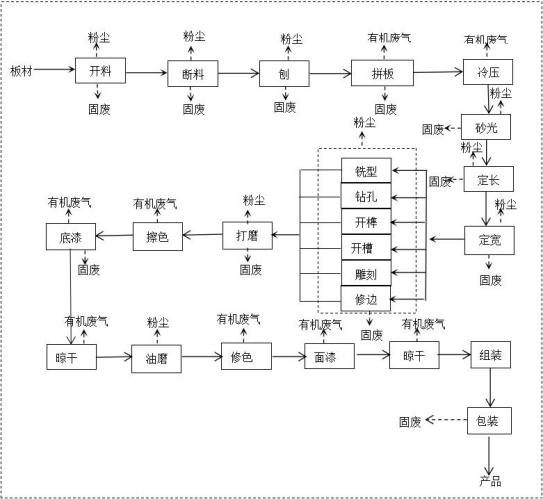 粉尘
粉尘
粉尘
有机废气
有机废气
板材
开料
断料
刨
拼板
冷压
固废
固废
固废
固废
粉尘
粉尘
固废
砂光
粉尘
铣型
固废
定长
钻孔
有机废气
有机废气
粉尘
粉尘
开榫
底漆
擦色
打磨
定宽
开槽
固废
固废
雕刻
固废
修边
有机废气
粉尘
有机废气
有机废气
有机废气
固废
晾干
油磨
修色
面漆
晾干
组装
固废
包装
产品